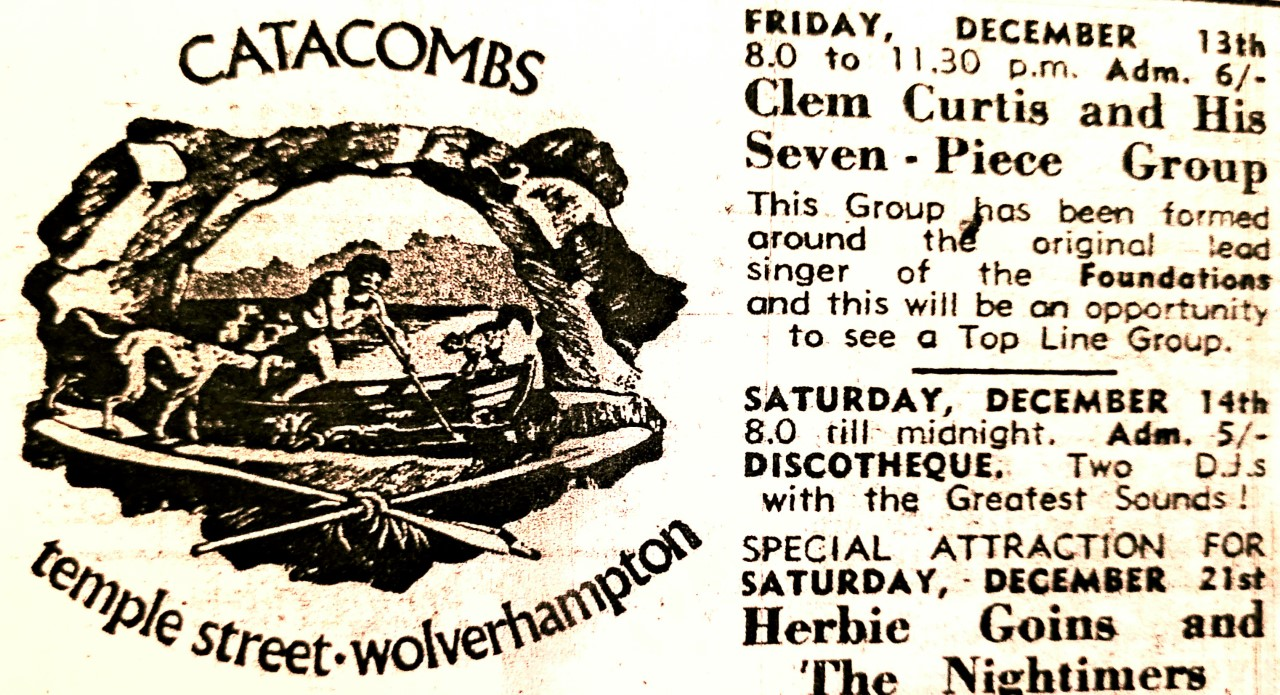 CATACOMBS
temple street · wolverhampton
FRIDAY, DECEMBER 13th
8.0 to 11.30 p.m. Adm. 6/-
Clem Curtis and His
Seven - Piece Group
This Group has been formed
around the original lead
singer of the Foundations
and this will be an opportunity
to see a Top Line Group.
SATURDAY, DECEMBER 14th
8.0 till midnight. Adm. 5/-
DISCOTHEQUE. Two D.J.s
with the Greatest Sounds!
SPECIAL ATTRACTION FOR
SATURDAY, DECEMBER 21st
Herbie Goins and
The Nightimers